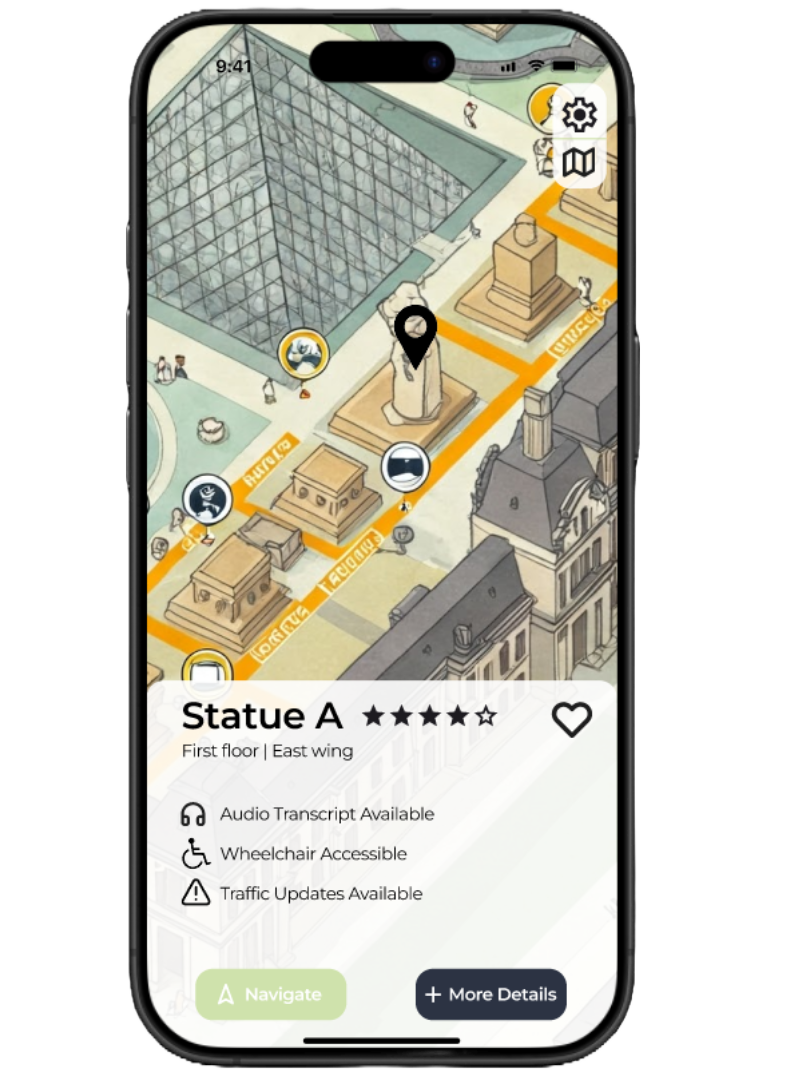 9:41
Statue A
First floor | East wing
Audio Transcript Available
Wheelchair Accessible
Traffic Updates Available
Navigate
+ More Details